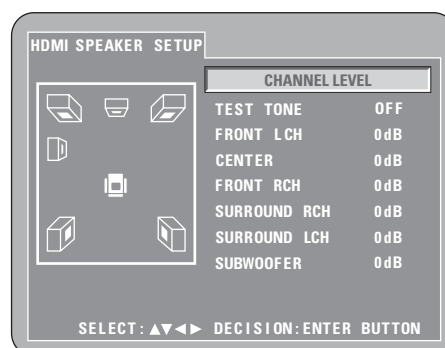 HDMI SPEAKER SETUP
CHANNEL LEVEL
TEST TONE OFF
FRONT LCH 0dB
CENTER 0dB
FRONT RCH 0dB
SURROUND RCH 0dB
SURROUND LCH 0dB
SUBWOOFER 0dB
SELECT:▲▼◄► DECISION:ENTER BUTTON